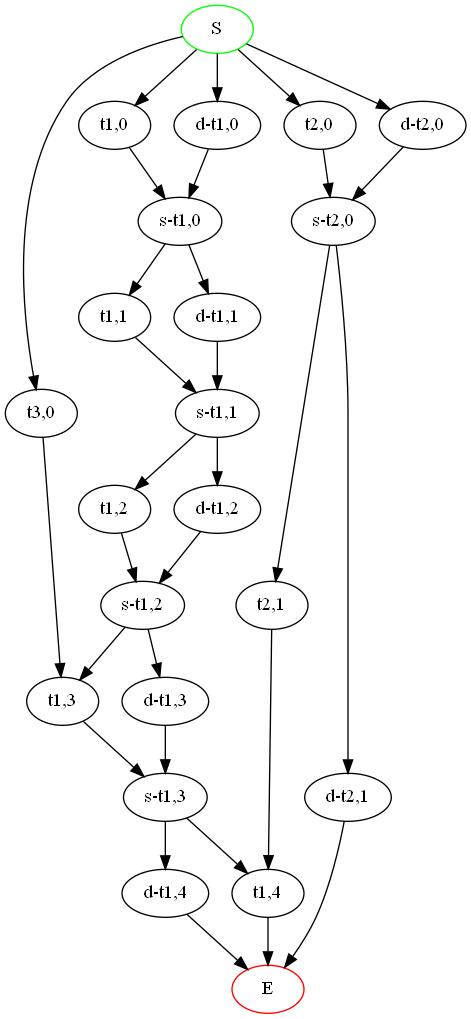 S
t1,0
d-t1,0
t2,0
d-t2,0
s-t1,0
s-t2,0
t1,1
d-t1,1
t3,0
s-t1,1
t1,2
d-t1,2
s-t1,2
t2,1
t1,3
d-t1,3
s-t1,3
d-t2,1
d-t1,4
t1,4
E